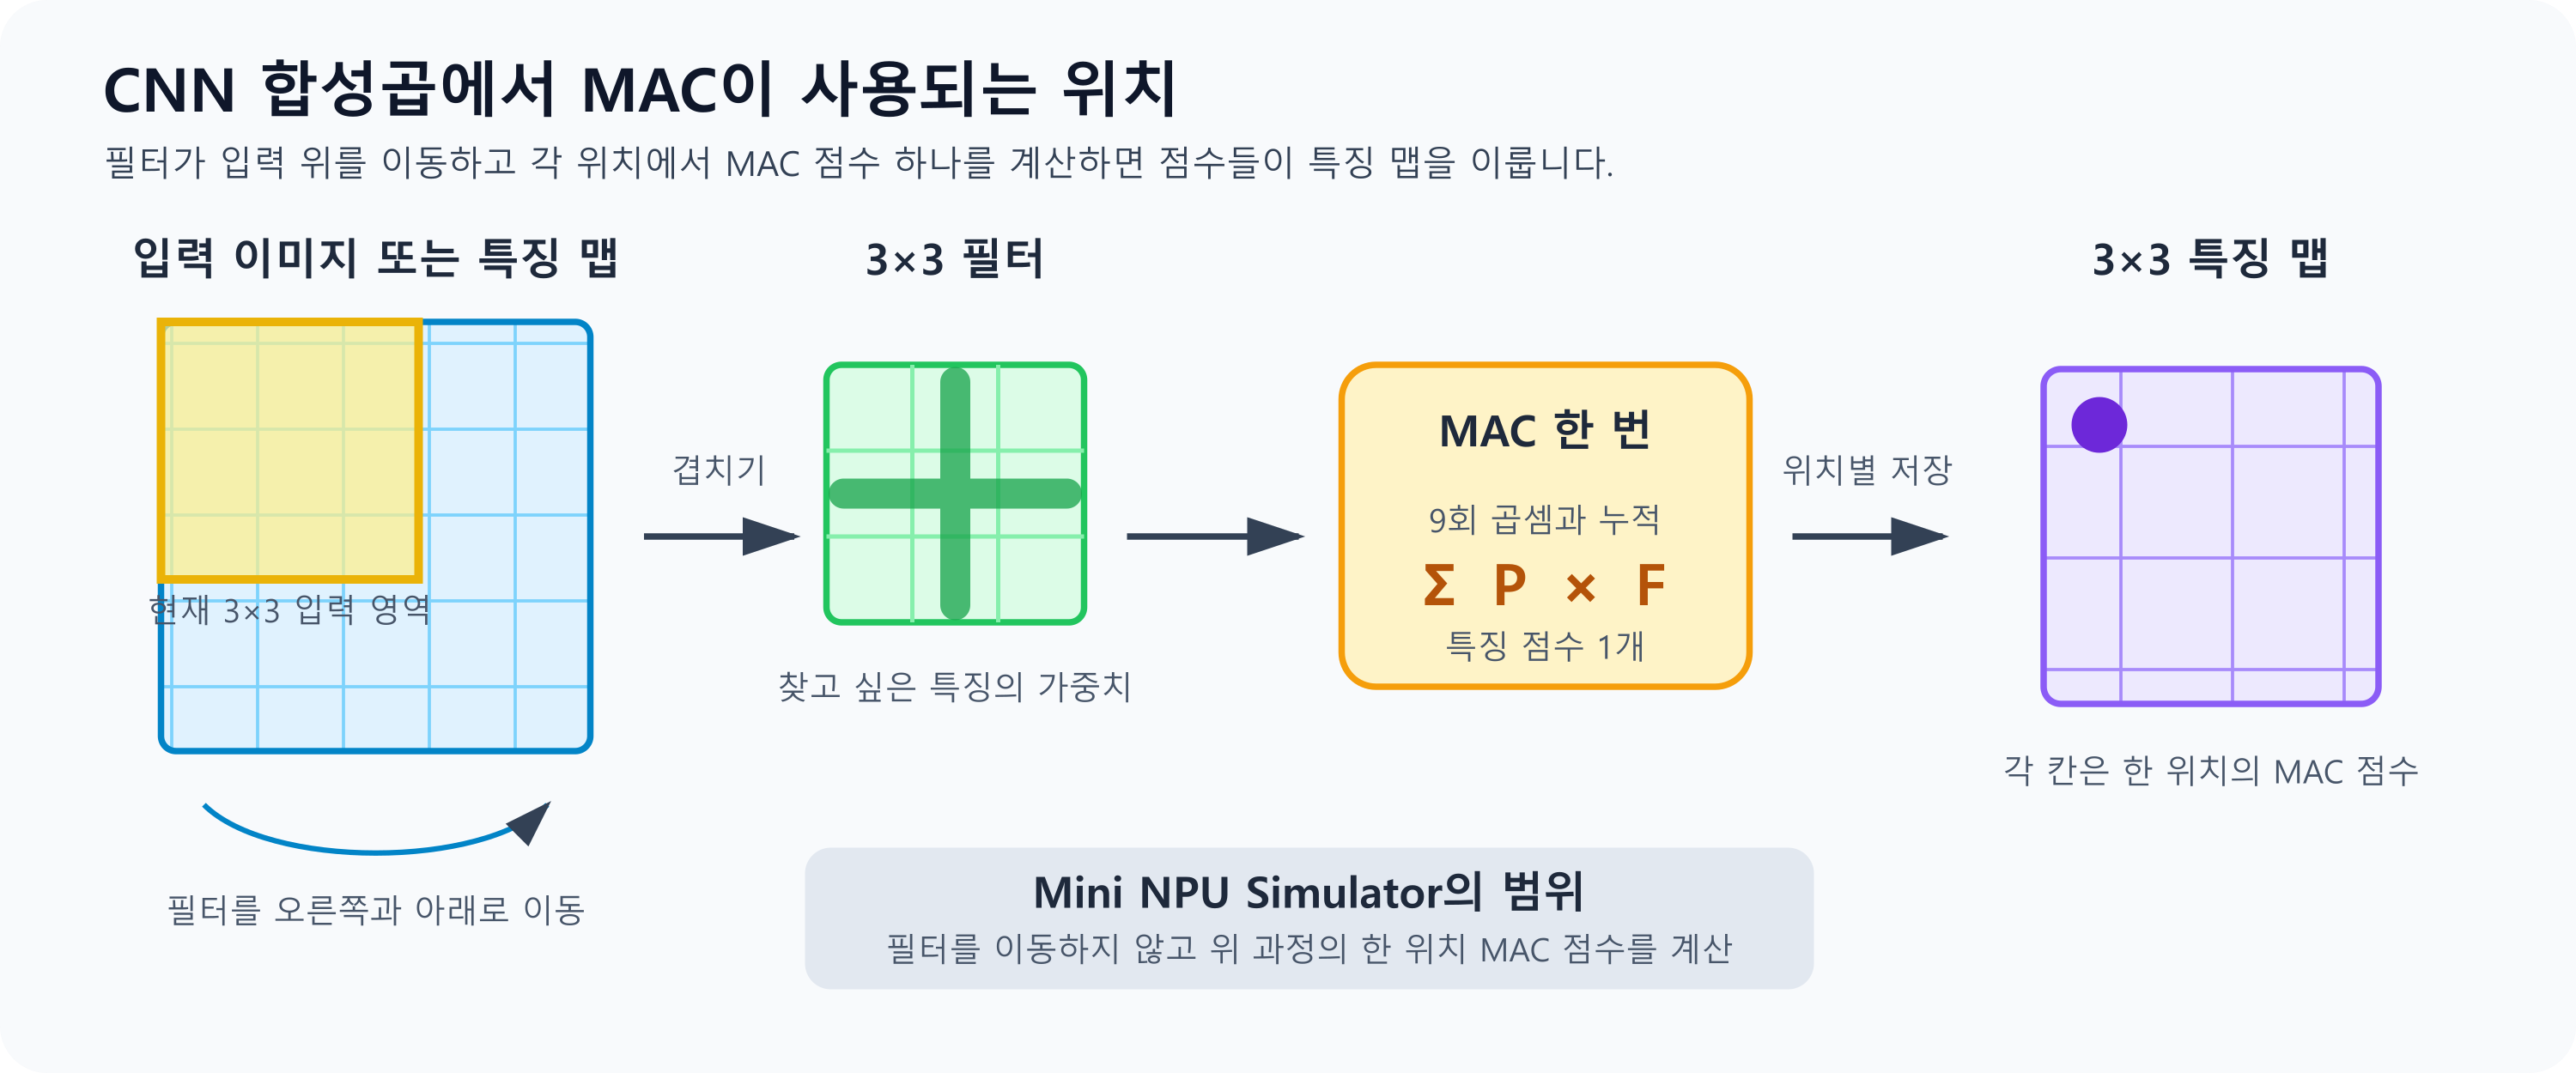 CNN 합성곱에서 MAC이 사용되는 위치
필터가 입력 위를 이동하고 각 위치에서 MAC 점수 하나를 계산하면 점수들이 특징 맵을 이룹니다.
입력 이미지 또는 특징 맵
3×3 필터
3×3 특징 맵
현재 3×3 입력 영역
겹치기
찾고 싶은 특징의 가중치
MAC 한 번
9회 곱셈과 누적
Σ P × F
특징 점수 1개
위치별 저장
각 칸은 한 위치의 MAC 점수
필터를 오른쪽과 아래로 이동
Mini NPU Simulator의 범위
필터를 이동하지 않고 위 과정의 한 위치 MAC 점수를 계산